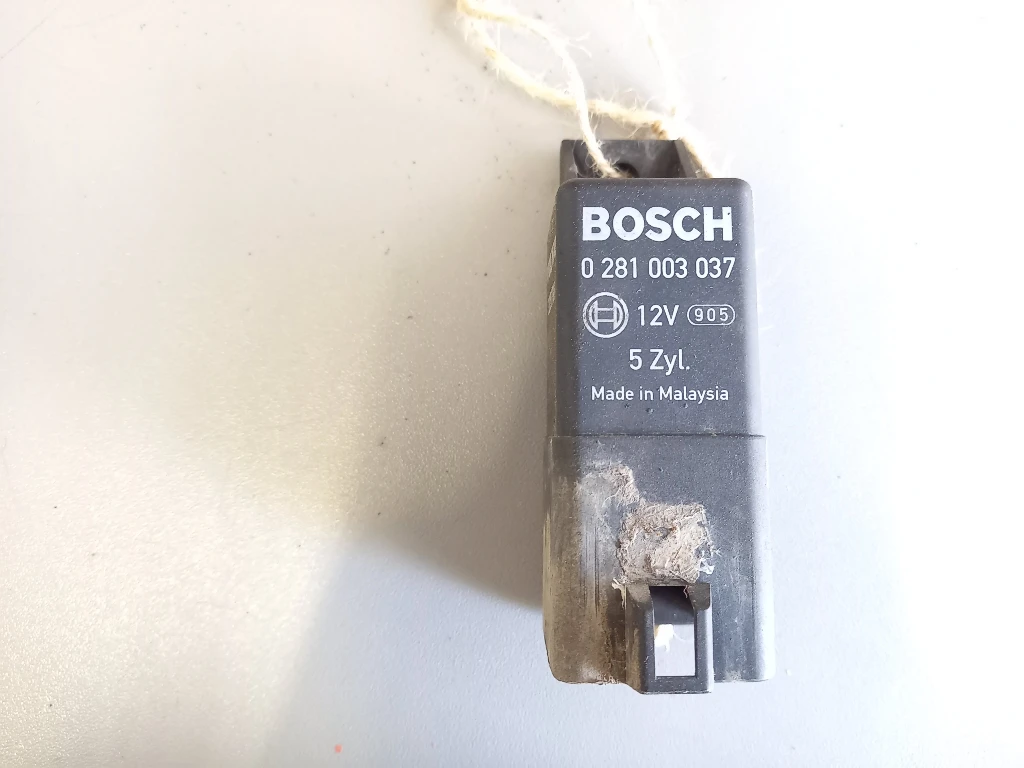 BOSCH
0 281 003 037
12V 905
5 Zyl.
Made in Malaysia